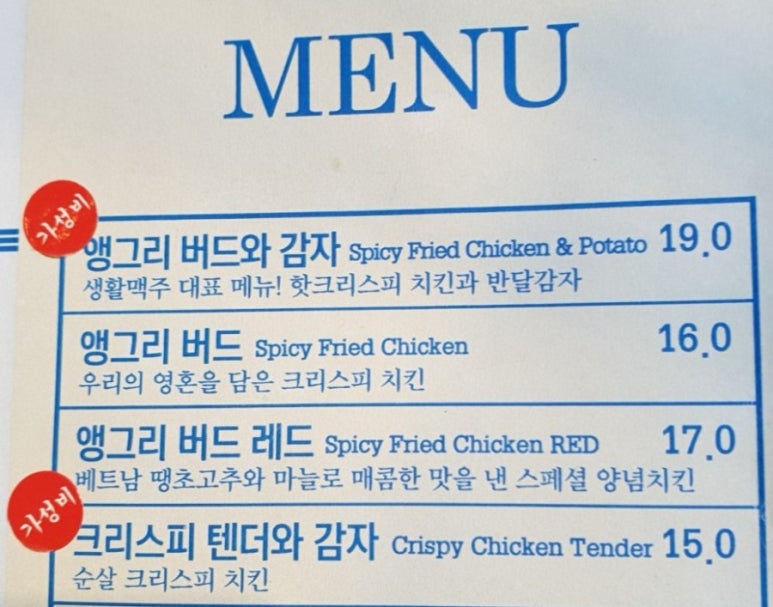 MENU
가성비
앵그리 버드와 감자 Spicy Fried Chicken & Potato 19.0
생활맥주 대표 메뉴! 핫크리스피 치킨과 반달감자
앵그리 버드 Spicy Fried Chicken 16.0
우리의 영혼을 담은 크리스피 치킨
앵그리 버드 레드 Spicy Fried Chicken RED 17.0
베트남 땡초고추와 마늘로 매콤한 맛을 낸 스페셜 양념치킨
가성비
크리스피 텐더와 감자 Crispy Chicken Tender 15.0
순살 크리스피 치킨